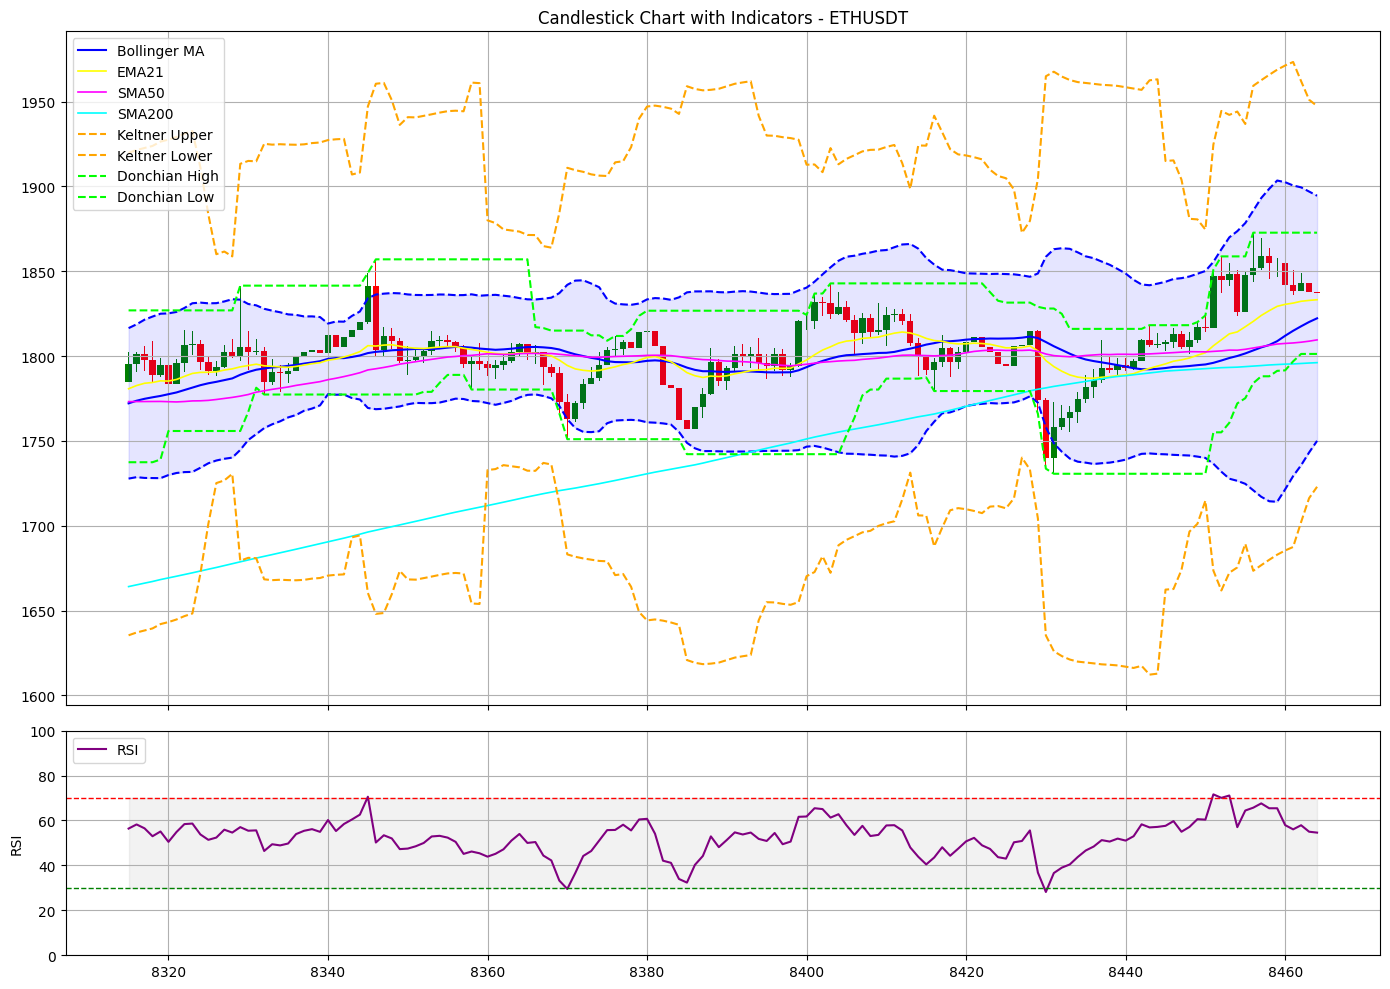 Candlestick Chart with Indicators - ETHUSDT
Bollinger MA
EMA21
SMA50
SMA200
Keltner Upper
Keltner Lower
Donchian High
Donchian Low
1950
1900
1850
1800
1750
1700
1650
1600
RSI
100
80
60
40
20
0
RSI
8320 8340 8360 8380 8400 8420 8440 8460